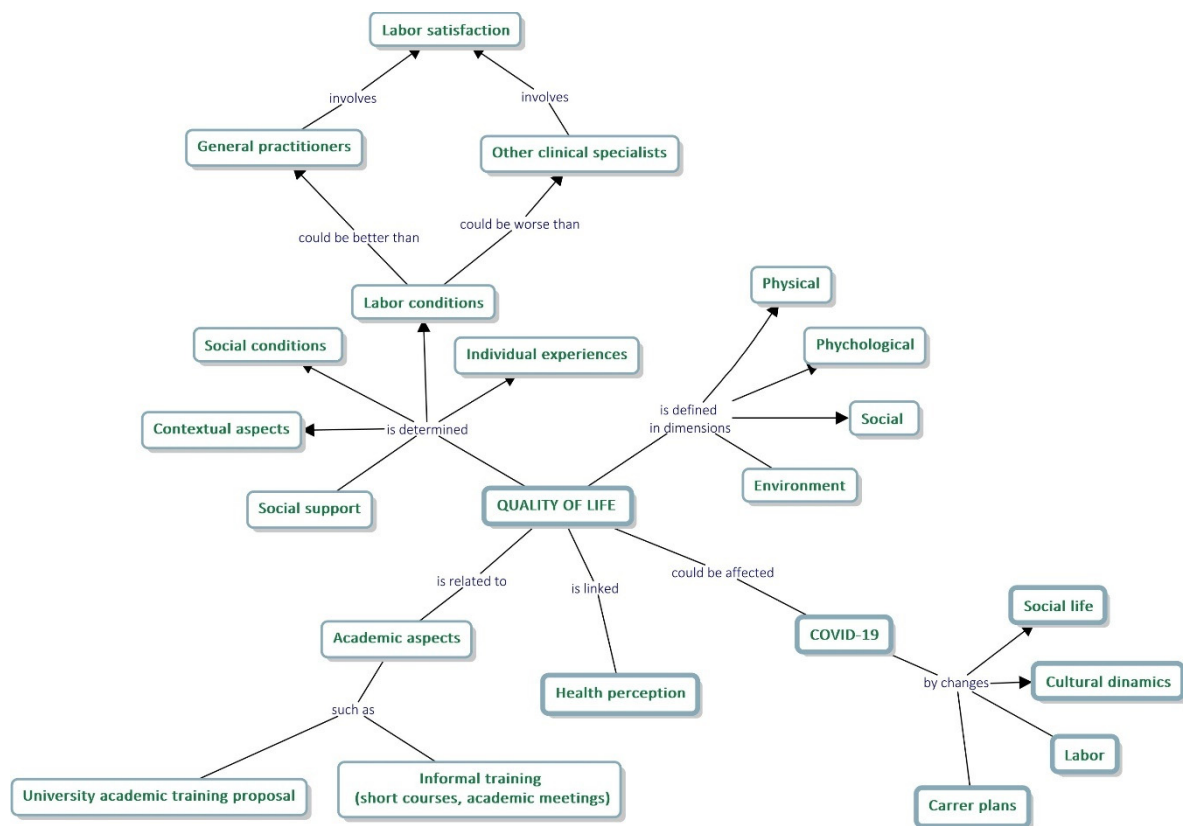 Labor satisfaction
involves
involves
General practitioners
Other clinical specialists
could be better than
could be worse than
Labor conditions
Physical
Social conditions
Individual experiences
Phychological
is defined
in dimensions
Social
Contextual aspects
is determined
Environment
Social support
QUALITY OF LIFE
is related to
is linked
could be affected
Social life
Academic aspects
COVID-19
Health perception
by changes
Cultural dinamics
such as
Labor
University academic training proposal
Informal training
(short courses, academic meetings)
Carrer plans